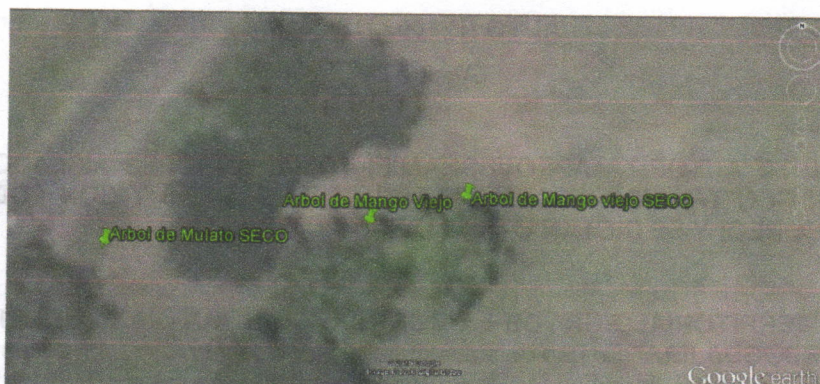 N
Arbol de Mango Viejo
Arbol de Mango viejo SECO
Arbol de Mulato SECO
Google earth